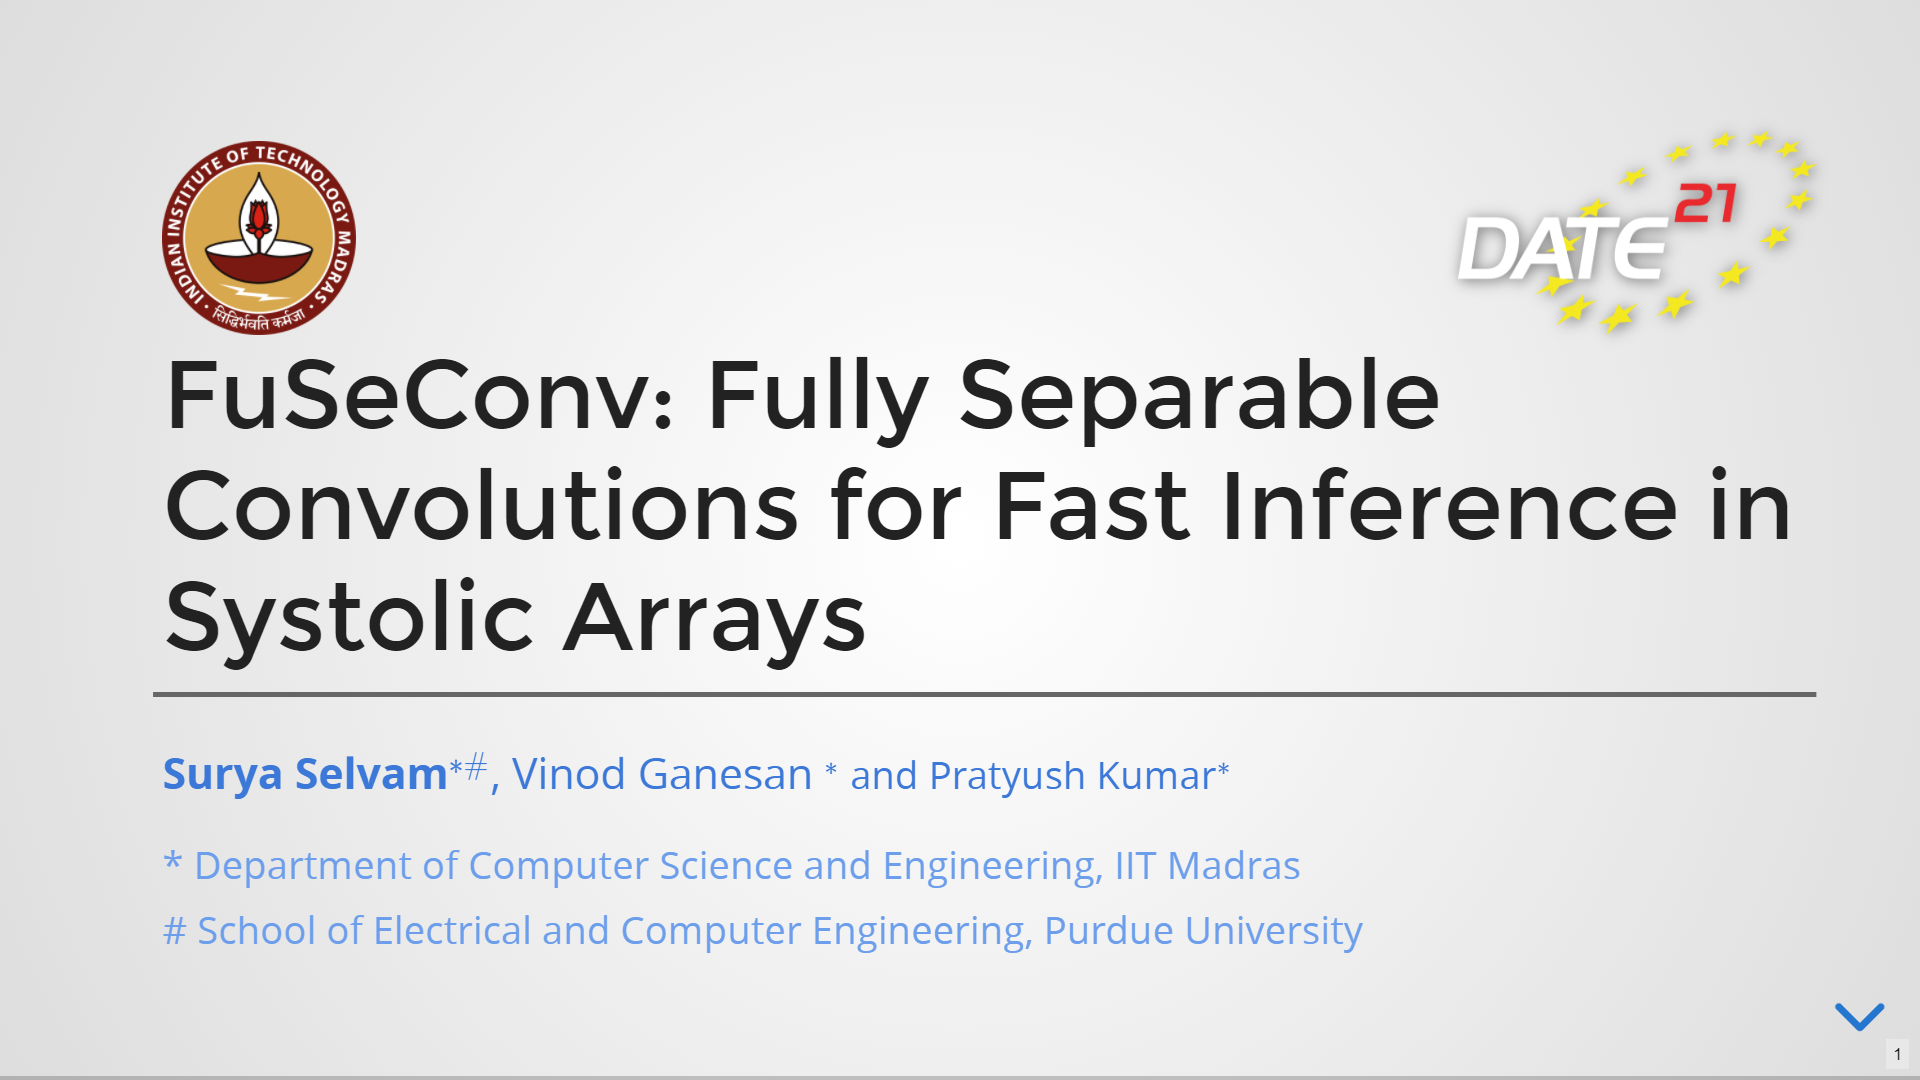 INDIAN INSTITUTE OF TECHNOLOGY MADRAS
सिद्धिर्भवति कर्मजा
DATE 21
FuSeConv: Fully Separable
Convolutions for Fast Inference in
Systolic Arrays
Surya Selvam*#, Vinod Ganesan * and Pratyush Kumar*
* Department of Computer Science and Engineering, IIT Madras
# School of Electrical and Computer Engineering, Purdue University
1